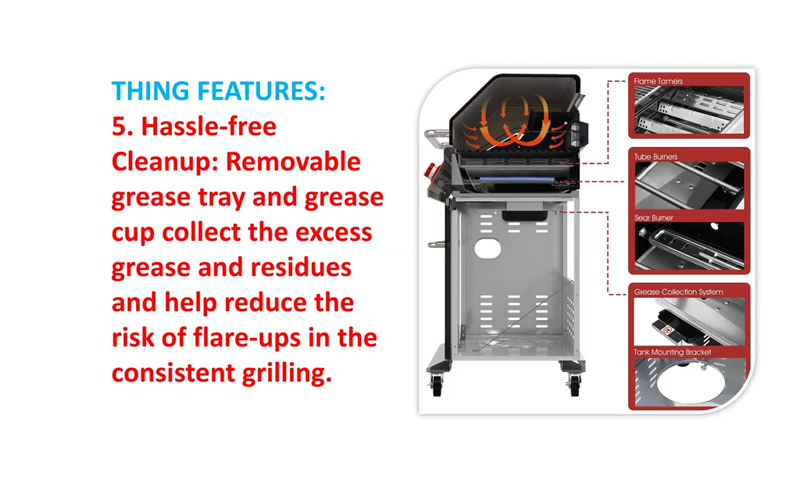 THING FEATURES:
5. Hassle-free
Cleanup: Removable
grease tray and grease
cup collect the excess
grease and residues
and help reduce the
risk of flare-ups in the
consistent grilling.
Flame Tamers
Tube Burners
Sear Burner
Grease Collection System
Tank Mounting Bracket